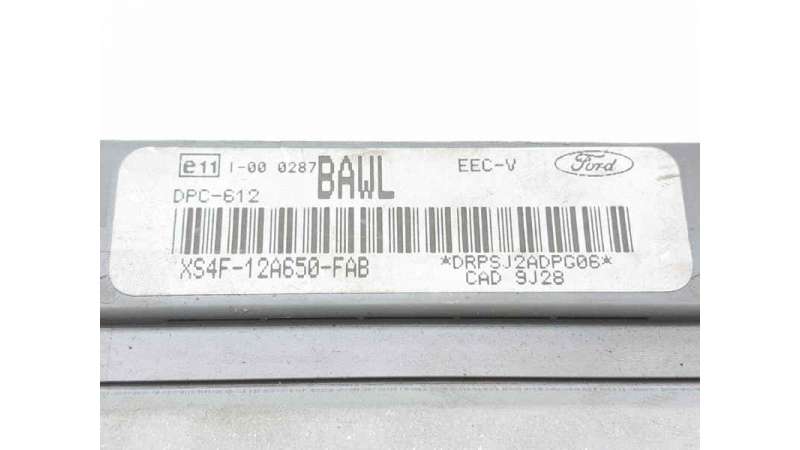 e11 I-00 0287 BAWL EEC-V Ford
DPC-612
XS4F-12A650-FAB *DRPSJ2ADPG06*
CAD 9J28